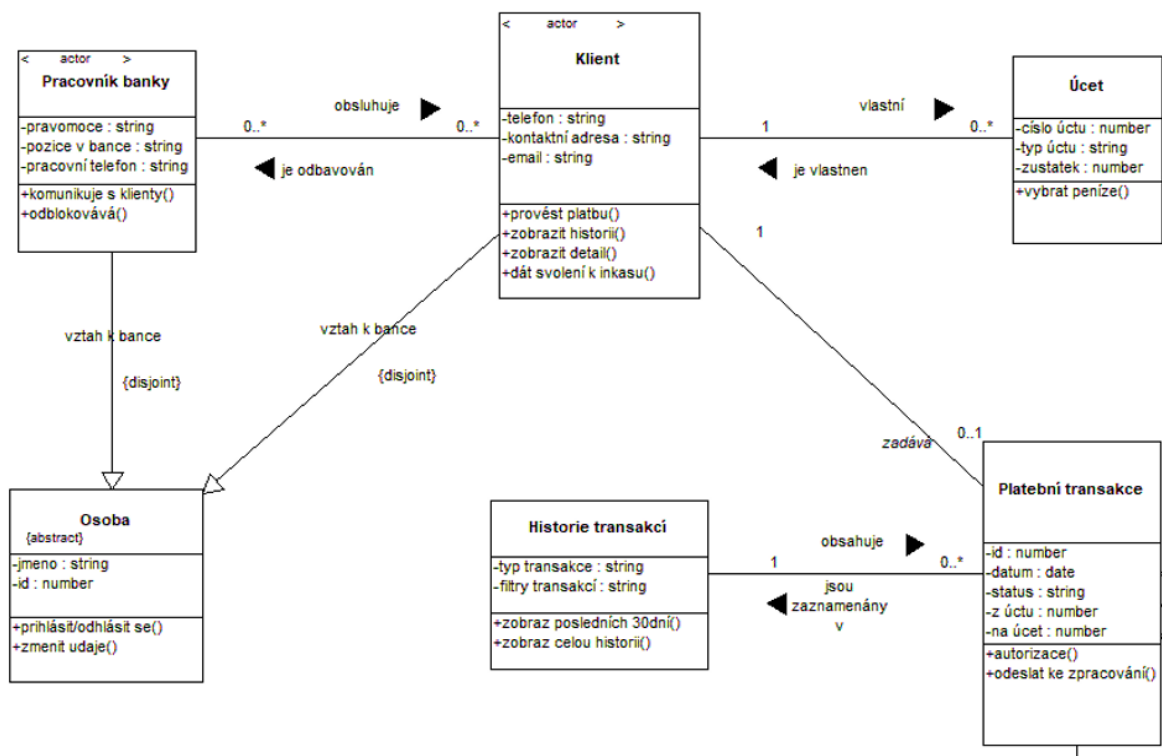 < actor >
Pracovník banky
-pravomoce : string
-pozice v bance : string
-pracovní telefon : string
+komunikuje s klienty()
+odblokovává()
obsluhuje
0..*
0..*
je odbavován
< actor >
Klient
-telefon : string
-kontaktní adresa : string
-email : string
+provést platbu()
+zobrazit historii()
+zobrazit detail()
+dát svolení k inkasu()
vlastní
1
0..*
je vlastnen
Úcet
-císlo úctu : number
-typ úctu : string
-zustatek : number
+vybrat peníze()
1
vztah k bance
{disjoint}
vztah k bance
{disjoint}
zadává
0..1
Osoba
{abstract}
-jmeno : string
-id : number
+prihlásit/odhlásit se()
+zmenit udaje()
Historie transakcí
-typ transakce : string
-filtry transakcí : string
+zobraz posledních 30dní()
+zobraz celou historii()
obsahuje
1
0..*
jsou
zaznamenány
v
Platební transakce
-id : number
-datum : date
-status : string
-z úctu : number
-na úcet : number
+autorizace()
+odeslat ke zpracování()